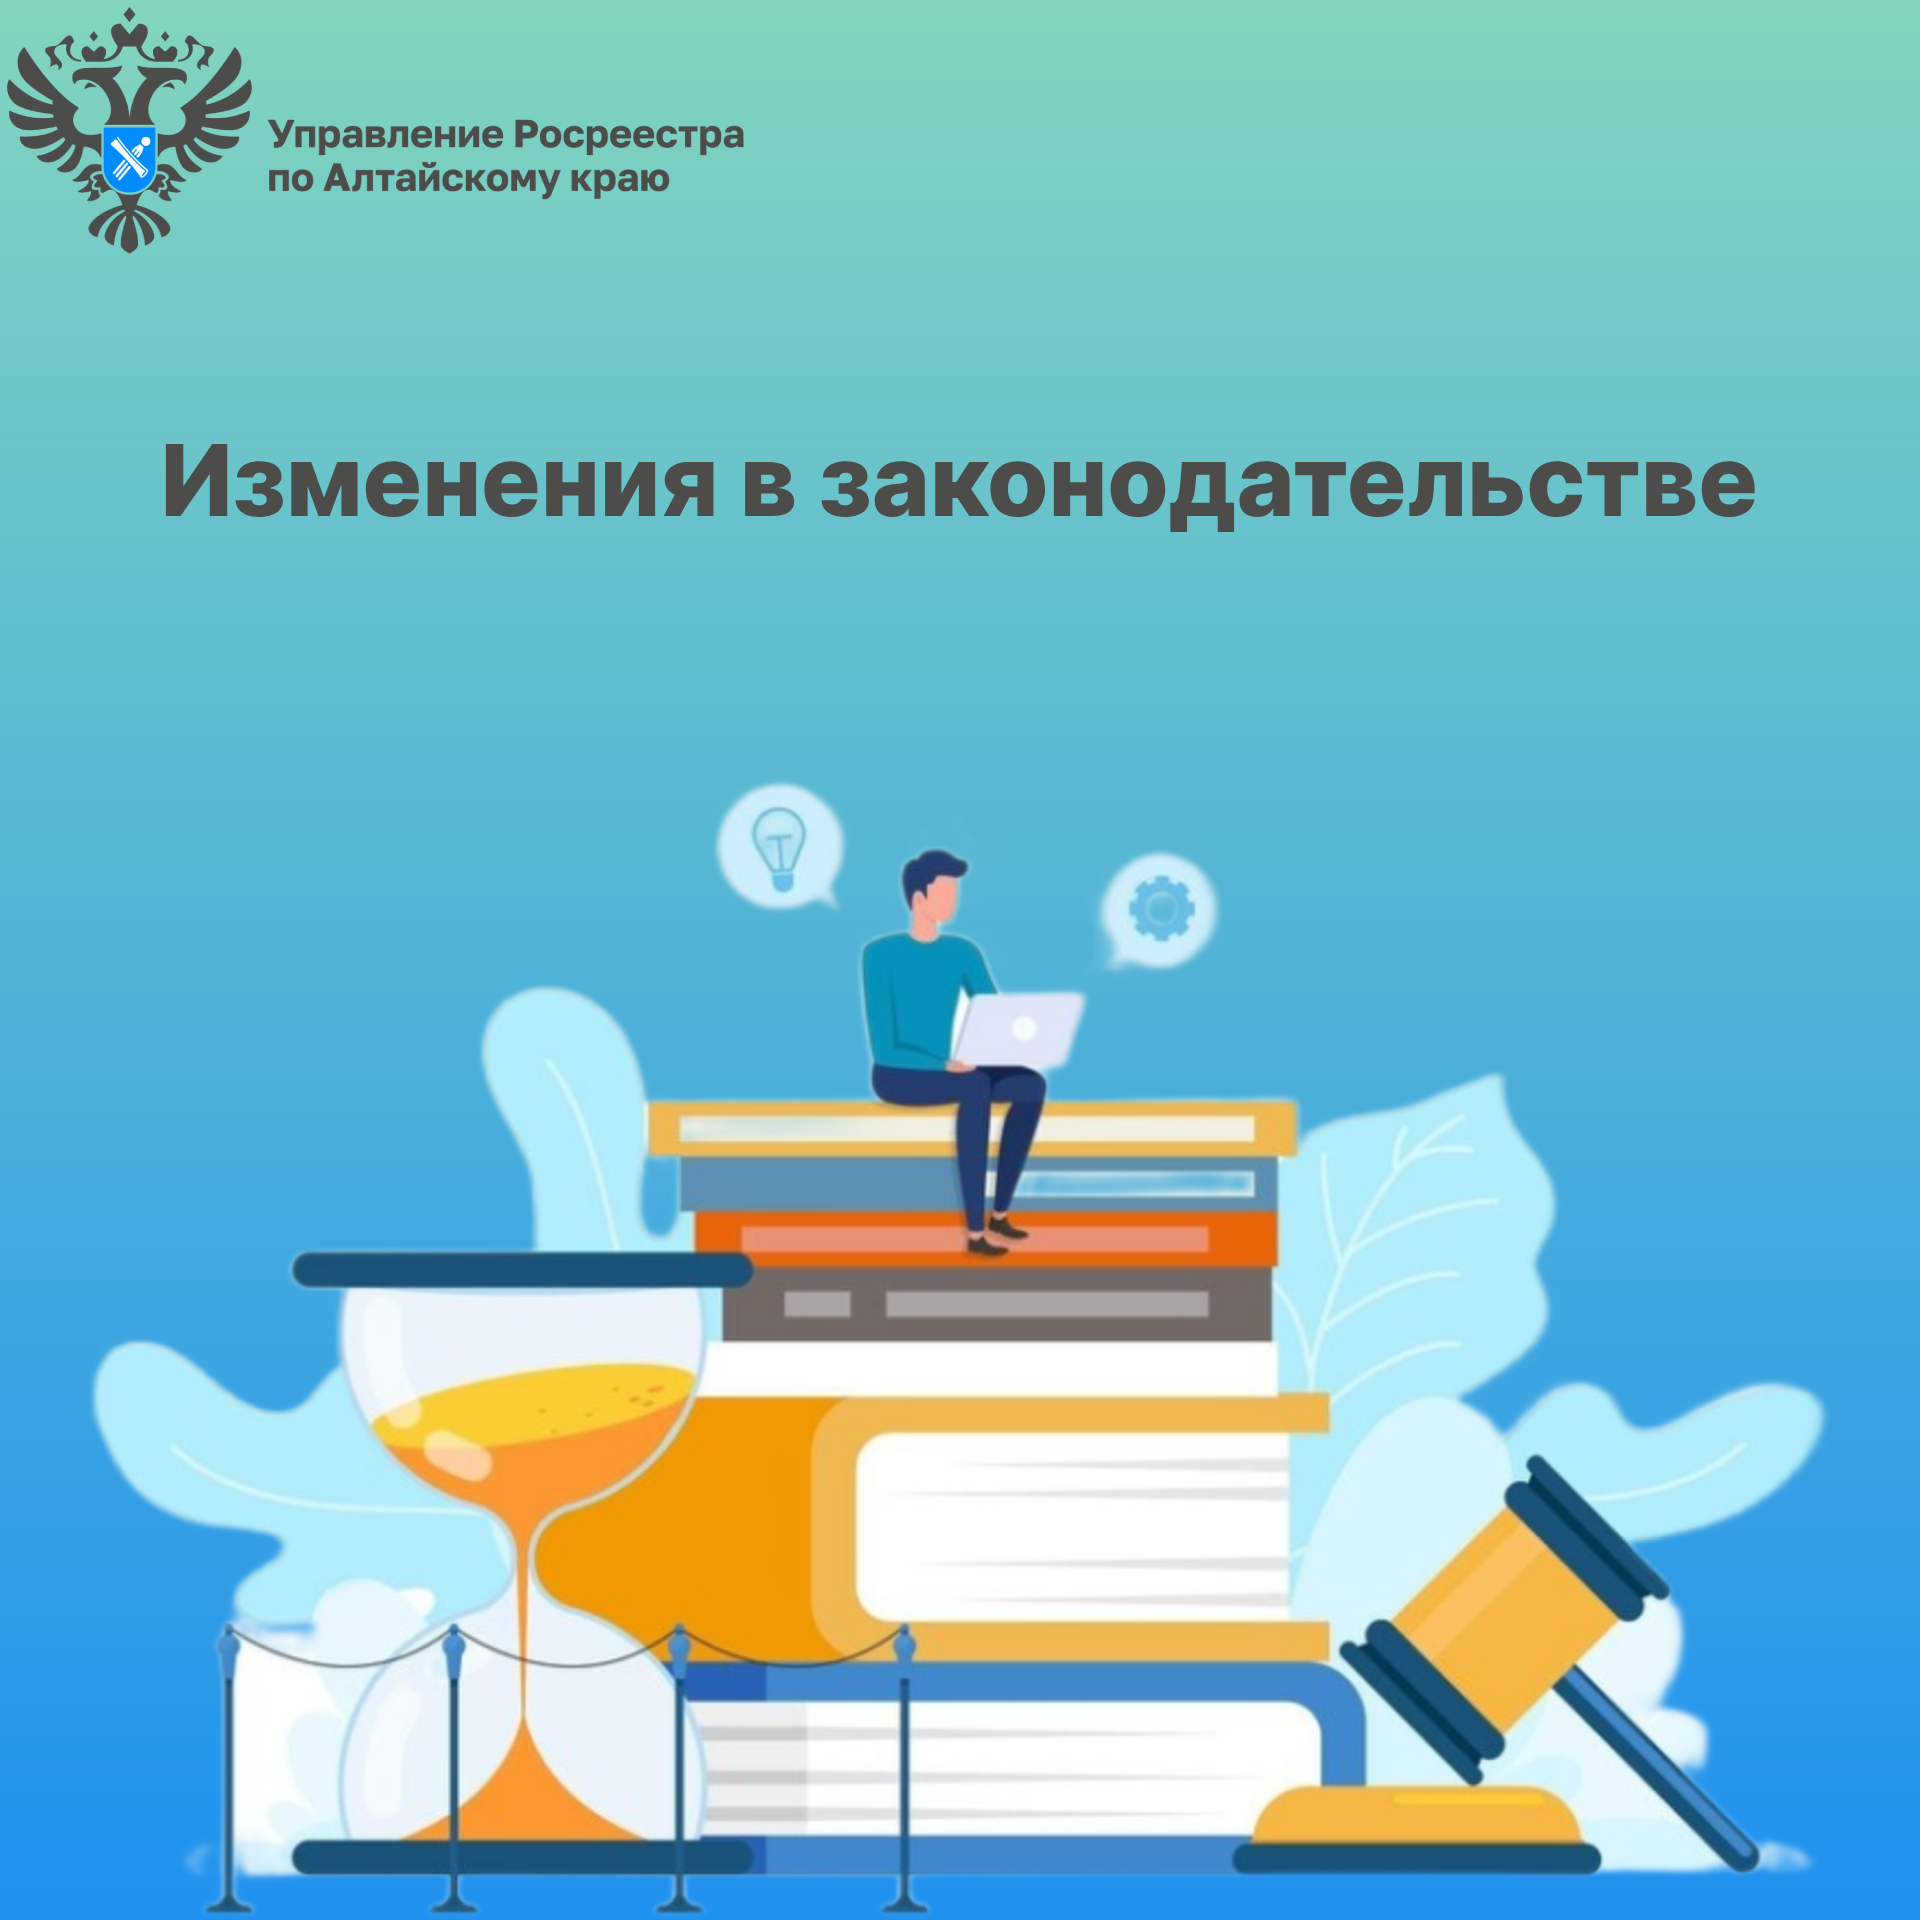 Управление Росреестра
по Алтайскому краю
Изменения в законодательстве